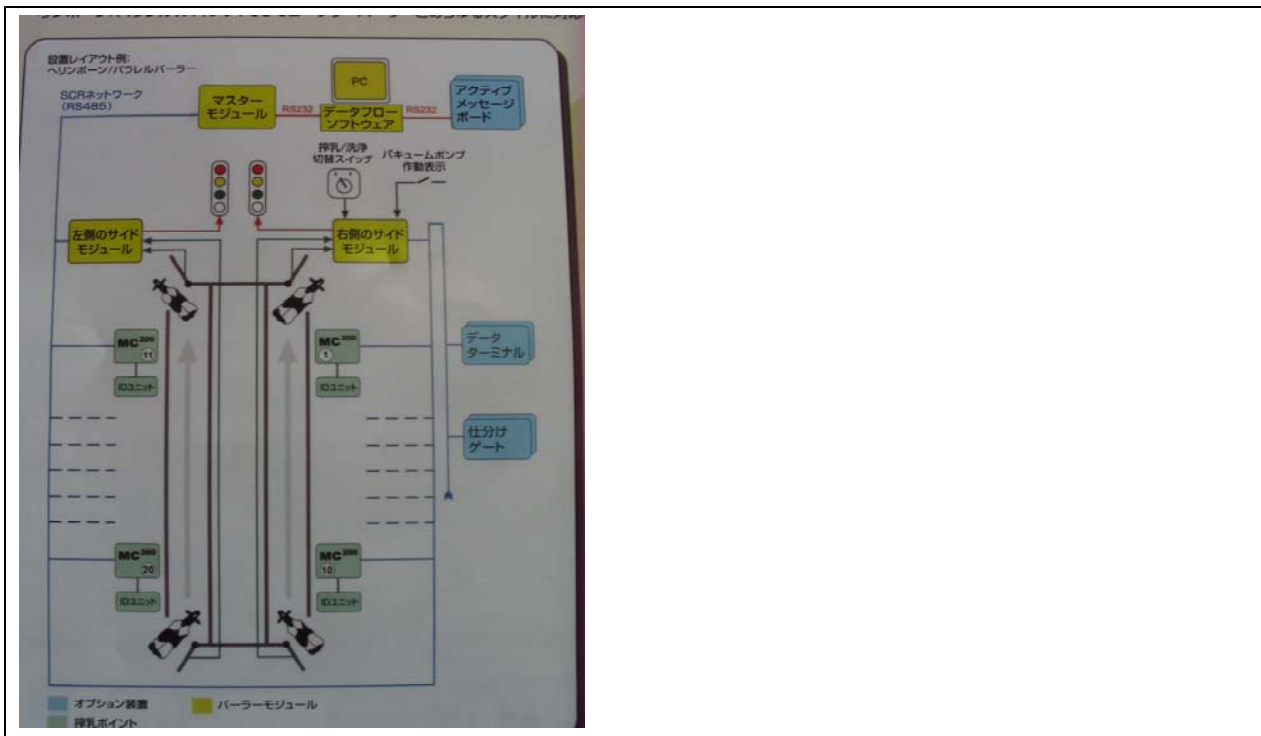 設置レイアウト例:
ヘリンボーン/パラレルパーラー
SCRネットワーク
(RS485)
マスター
モジュール
RS232
PC
データフロー
ソフトウェア
RS232
アクティブ
メッセージ
ボード
搾乳/洗浄
切替スイッチ
バキュームポンプ
作動表示
左側のサイド
モジュール
右側のサイド
モジュール
MC200
11
IDユニット
MC200
1
IDユニット
データ
ターミナル
仕分け
ゲート
MC200
20
IDユニット
MC200
10
IDユニット
オプション装置
パーラーモジュール
搾乳ポイント